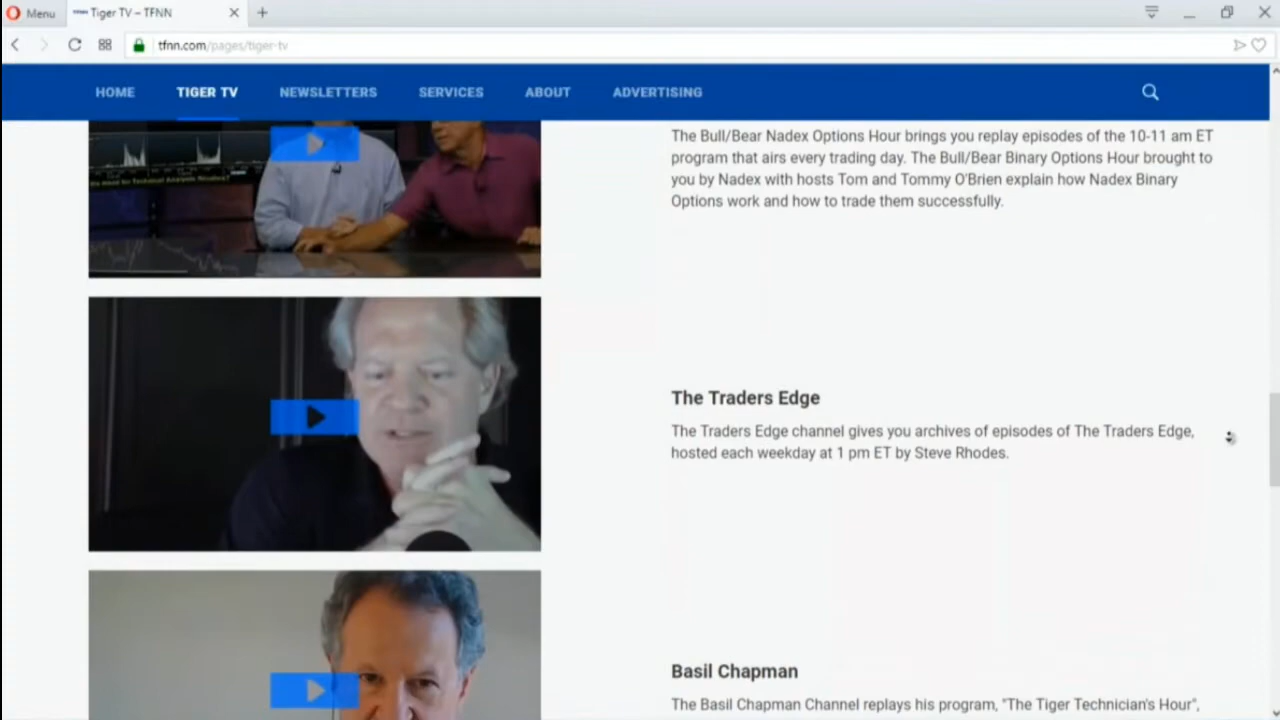 Menu
Tiger TV – TFNN
tfnn.com/pages/tiger-tv
HOME TIGER TV NEWSLETTERS SERVICES ABOUT ADVERTISING
The Bull/Bear Nadex Options Hour brings you replay episodes of the 10-11 am ET
program that airs every trading day. The Bull/Bear Binary Options Hour brought to
you by Nadex with hosts Tom and Tommy O'Brien explain how Nadex Binary
Options work and how to trade them successfully.
The Traders Edge
The Traders Edge channel gives you archives of episodes of The Traders Edge,
hosted each weekday at 1 pm ET by Steve Rhodes.
Basil Chapman
The Basil Chapman Channel replays his program, "The Tiger Technician's Hour",